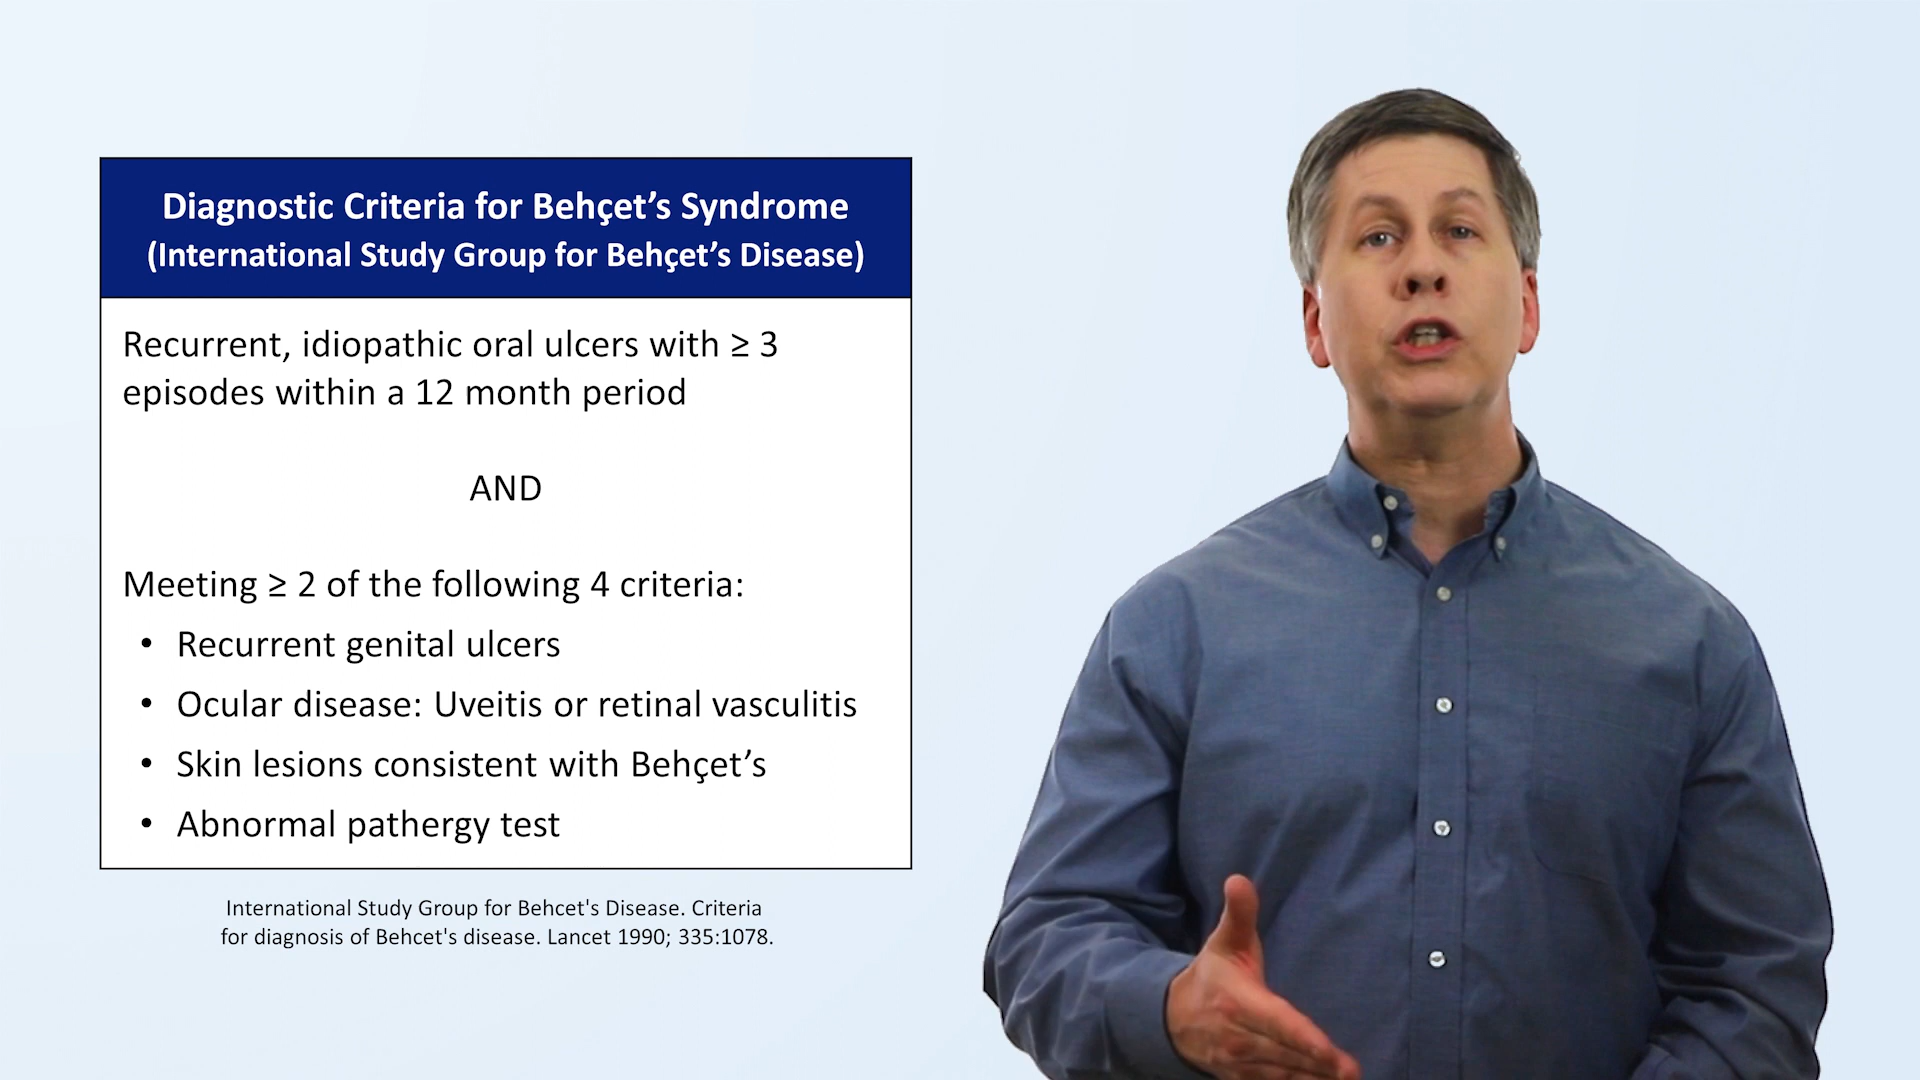 Diagnostic Criteria for Behçet’s Syndrome
(International Study Group for Behçet’s Disease)
Recurrent, idiopathic oral ulcers with ≥ 3
episodes within a 12 month period
AND
Meeting ≥ 2 of the following 4 criteria:
• Recurrent genital ulcers
• Ocular disease: Uveitis or retinal vasculitis
• Skin lesions consistent with Behçet’s
• Abnormal pathergy test
International Study Group for Behcet's Disease. Criteria
for diagnosis of Behcet's disease. Lancet 1990; 335:1078.